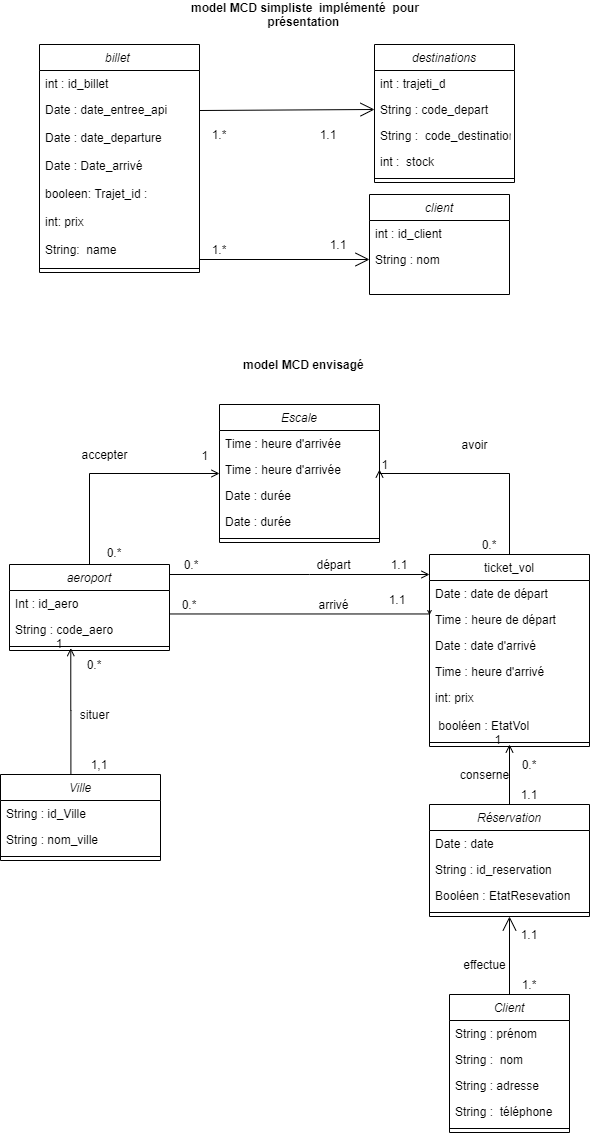 model MCD simpliste implémenté pour
présentation
billet
int : id_billet
Date : date_entree_api
Date : date_departure
Date : Date_arrivé
booleen: Trajet_id :
int: prix
String: name
1.*
1.1
1.*
1.1
destinations
int : trajeti_d
String : code_depart
String : code_destination
int : stock
client
int : id_client
String : nom
model MCD envisagé
Escale
Time : heure d'arrivée
Time : heure d'arrivée
Date : durée
Date : durée
accepter
1
avoir
1
0.*
0.*
aeroport
Int : id_aero
String : code_aero
1
0.*
départ
1.1
0.*
arrivé
1.1
ticket_vol
Date : date de départ
Time : heure de départ
Date : date d'arrivé
Time : heure d'arrivé
int: prix
booléen : EtatVol
1
0.*
situer
1,1
Ville
String : id_Ville
String : nom_ville
0.*
conserne
1.1
Réservation
Date : date
String : id_reservation
Booléen : EtatResevation
1.1
effectue
1.*
Client
String : prénom
String : nom
String : adresse
String : téléphone